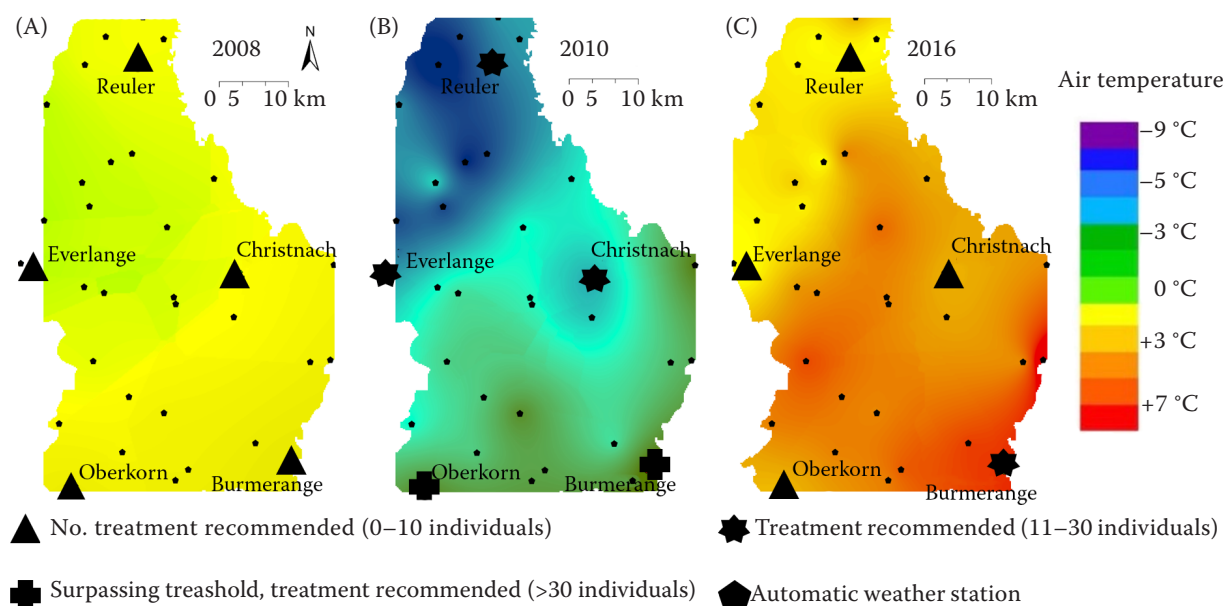 (A)
2008
N
0 5 10 km
Reuler
Everlange
Christnach
Oberkorn
Burmerange
(B)
2010
0 5 10 km
Reuler
Everlange
Christnach
Oberkorn
Burmerange
(C)
2016
0 5 10 km
Reuler
Everlange
Christnach
Oberkorn
Burmerange
Air temperature
–9 °C
–5 °C
–3 °C
0 °C
+3 °C
+7 °C
No. treatment recommended (0–10 individuals)
Treatment recommended (11–30 individuals)
Surpassing treashold, treatment recommended (>30 individuals)
Automatic weather station